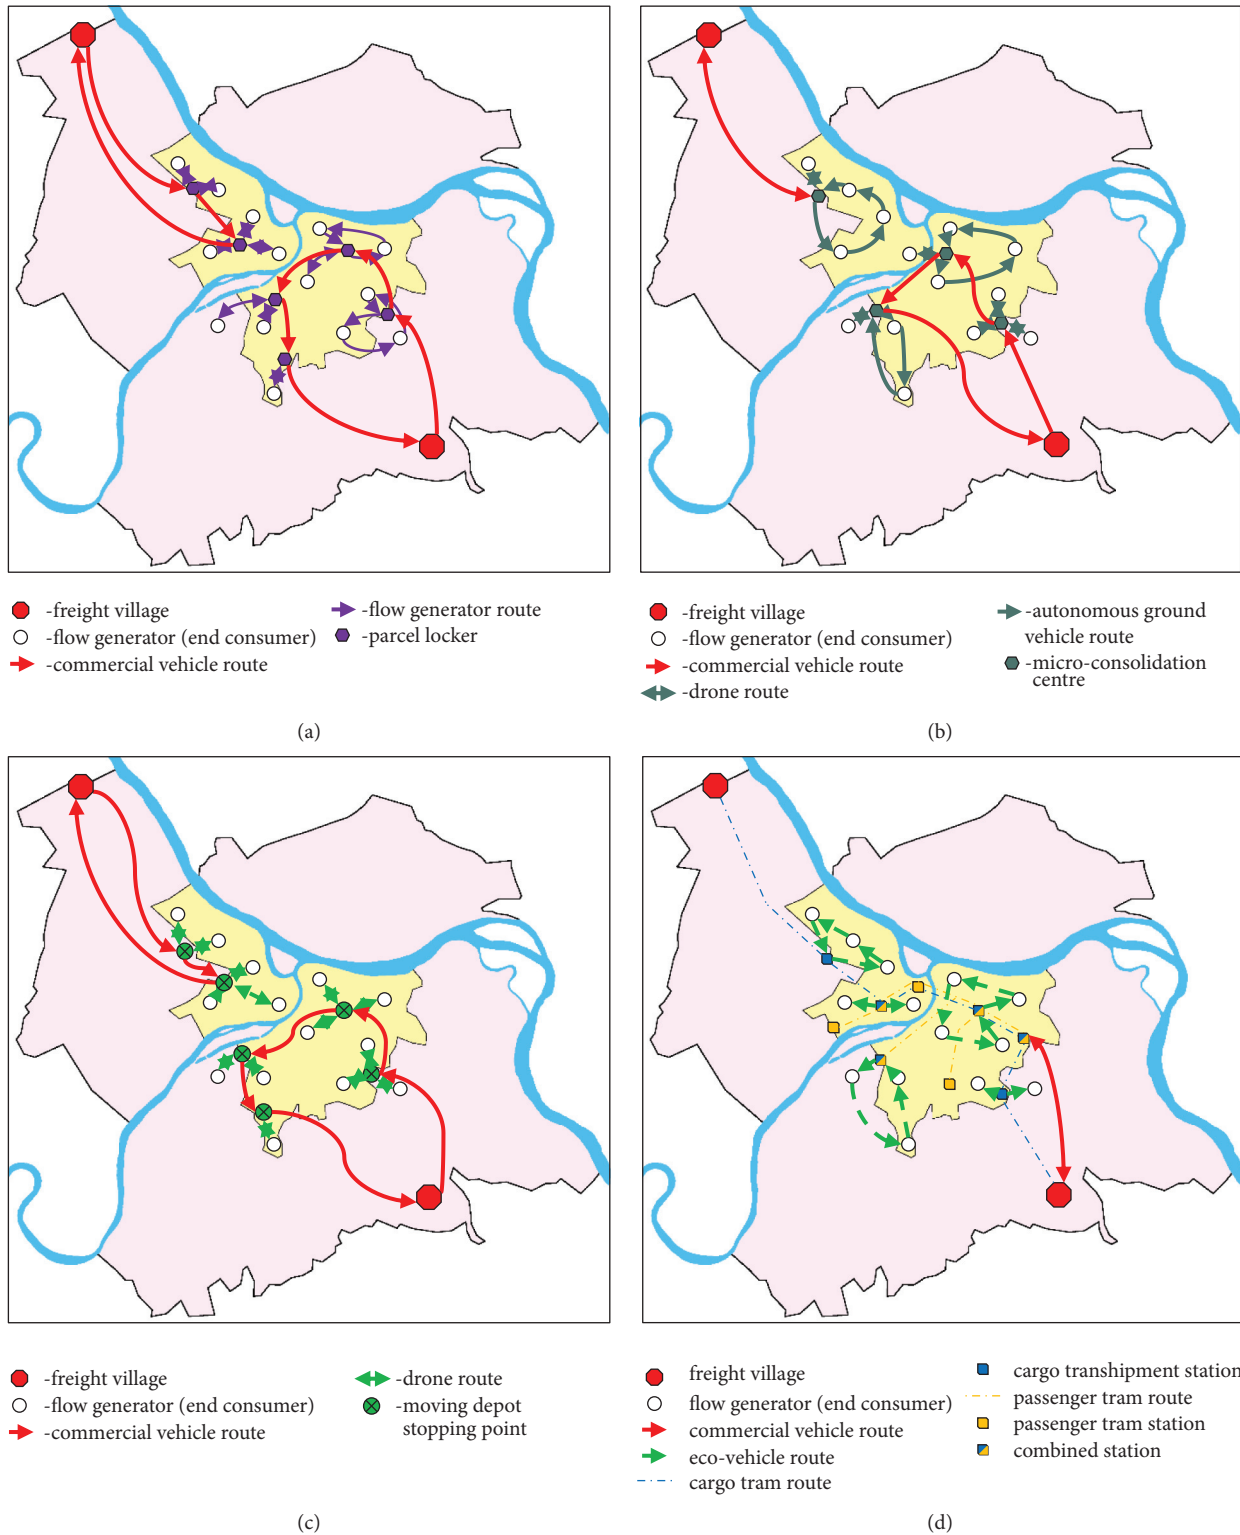 -freight village
-flow generator (end consumer)
-commercial vehicle route
-flow generator route
-parcel locker
(a)
-freight village
-flow generator (end consumer)
-commercial vehicle route
-drone route
-autonomous ground
vehicle route
-micro-consolidation
centre
(b)
-freight village
-flow generator (end consumer)
-commercial vehicle route
-drone route
-moving depot
stopping point
(c)
freight village
flow generator (end consumer)
commercial vehicle route
eco-vehicle route
cargo tram route
cargo transhipment station
passenger tram route
passenger tram station
combined station
(d)